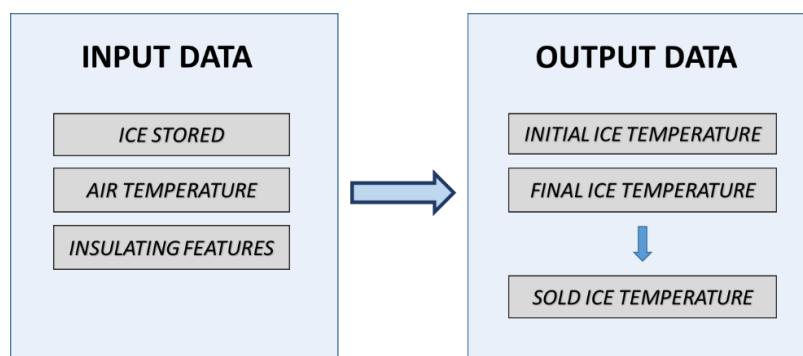 INPUT DATA
ICE STORED
AIR TEMPERATURE
INSULATING FEATURES
OUTPUT DATA
INITIAL ICE TEMPERATURE
FINAL ICE TEMPERATURE
SOLD ICE TEMPERATURE